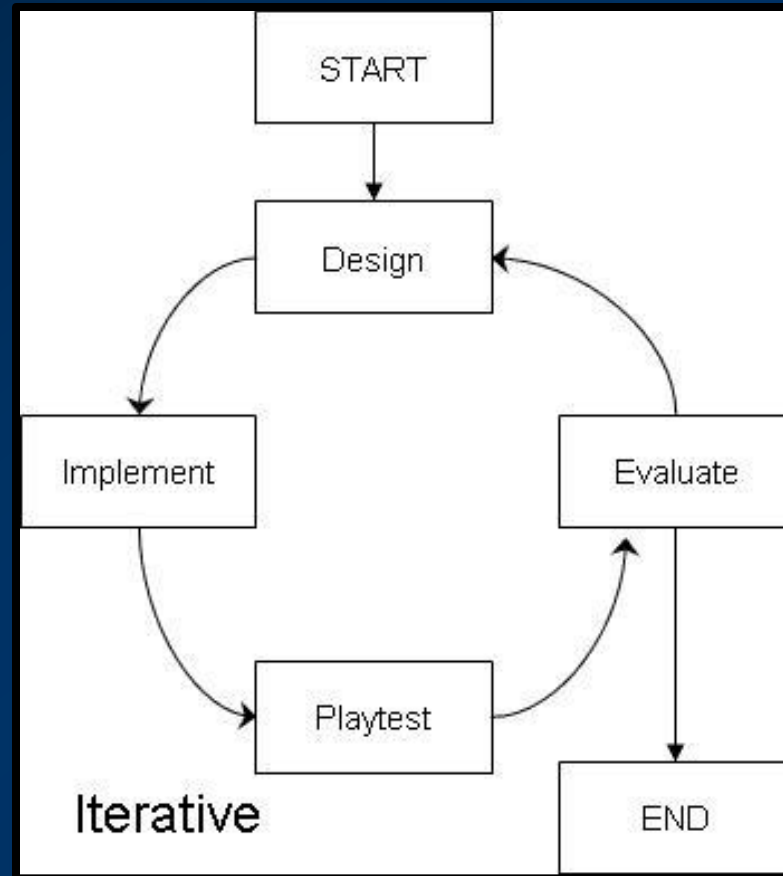 START
Design
Implement
Evaluate
Playtest
Iterative
END